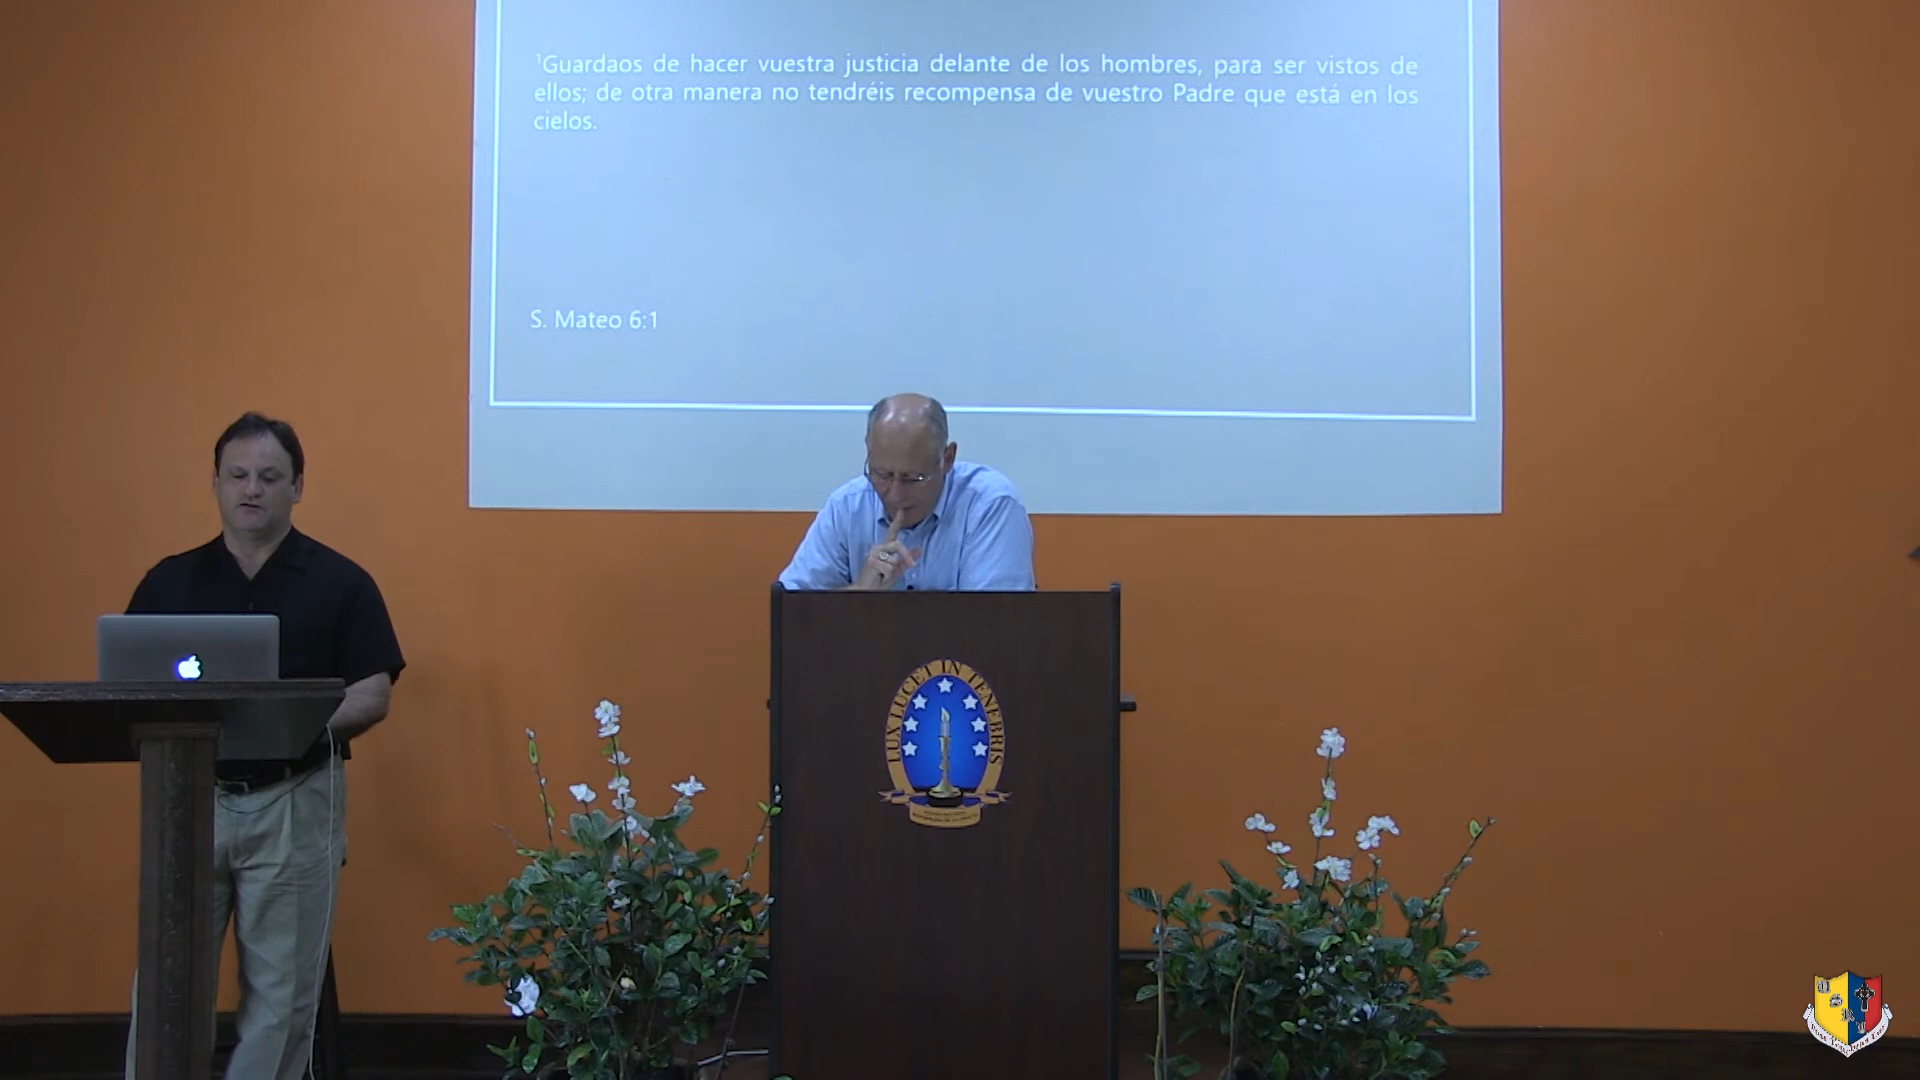 ¹Guardaos de hacer vuestra justicia delante de los hombres, para ser vistos de
ellos; de otra manera no tendréis recompensa de vuestro Padre que está en los
cielos.
S. Mateo 6:1
LUX LUCET IN TENEBRIS